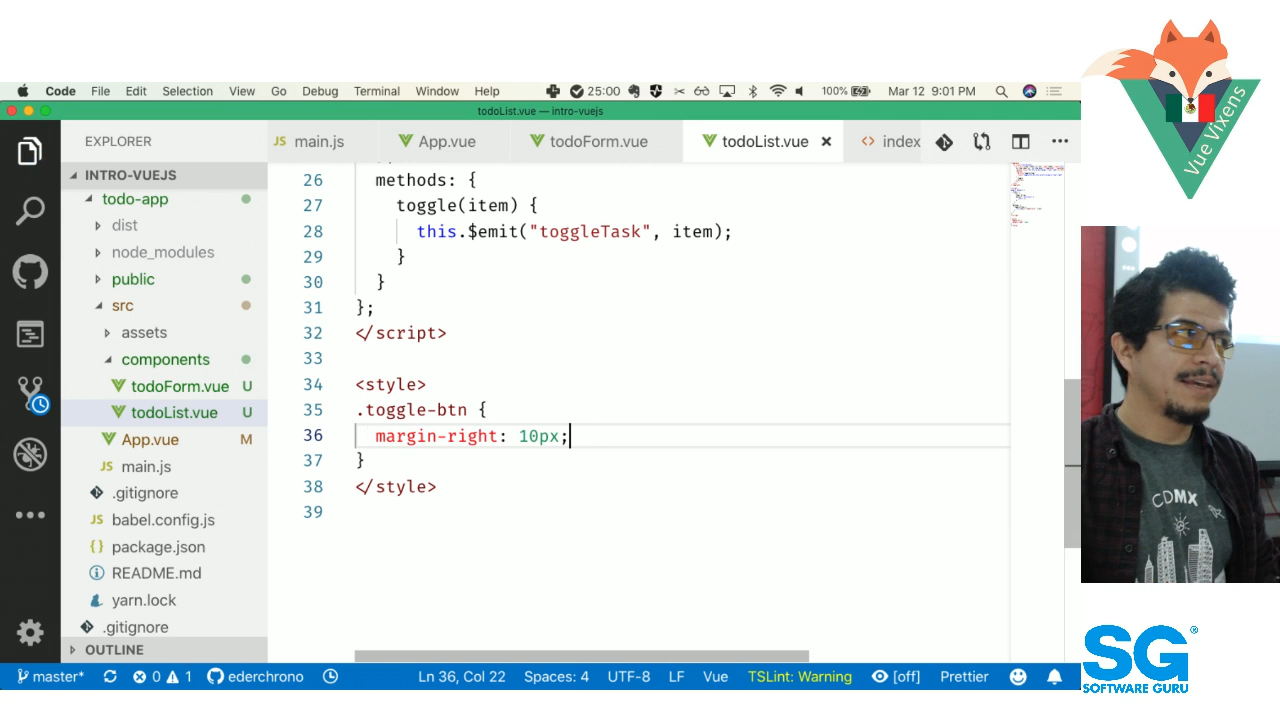 Code File Edit Selection View Go Debug Terminal Window Help 25:00 100% Mar 12 9:01 PM
todoList.vue — intro-vuejs
EXPLORER
JS main.js App.vue todoForm.vue todoList.vue × <> index
INTRO-VUEJS
todo-app
dist
node_modules
public
src
assets
components
todoForm.vue U
todoList.vue U
App.vue M
JS main.js
.gitignore
JS babel.config.js
{} package.json
README.md
yarn.lock
.gitignore
OUTLINE
26 methods: {
27 toggle(item) {
28 this.$emit("toggleTask", item);
29 }
30 }
31 };
32 </script>
33
34 <style>
35 .toggle-btn {
36 margin-right: 10px;
37 }
38 </style>
39
master* 0 1 ederchrono Ln 36, Col 22 Spaces: 4 UTF-8 LF Vue TSLint: Warning [off] Prettier
Vue Vixens
CDMX
SG®
SOFTWARE GURU